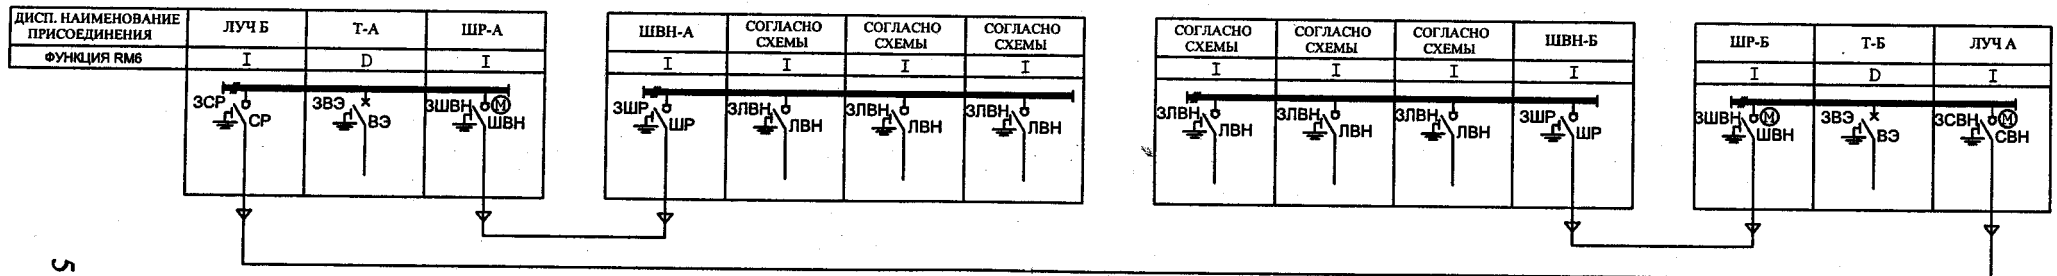 ДИСП. НАИМЕНОВАНИЕ ПРИСОЕДИНЕНИЯ
ЛУЧ Б
Т-А
ШР-А
ФУНКЦИЯ RM6
I
D
I
ЗСР
СР
ЗВЭ
ВЭ
ЗШВН
М
ШВН
ШВН-А
СОГЛАСНО
СХЕМЫ
СОГЛАСНО
СХЕМЫ
СОГЛАСНО
СХЕМЫ
I
I
I
I
ЗШР
ШР
ЗЛВН
ЛВН
ЗЛВН
ЛВН
ЗЛВН
ЛВН
СОГЛАСНО
СХЕМЫ
СОГЛАСНО
СХЕМЫ
СОГЛАСНО
СХЕМЫ
ШВН-Б
I
I
I
I
ЗЛВН
ЛВН
ЗЛВН
ЛВН
ЗЛВН
ЛВН
ЗШР
ШР
ШР-Б
Т-Б
ЛУЧ А
I
D
I
ЗШВН
М
ШВН
ЗВЭ
ВЭ
ЗСВН
М
СВН
5